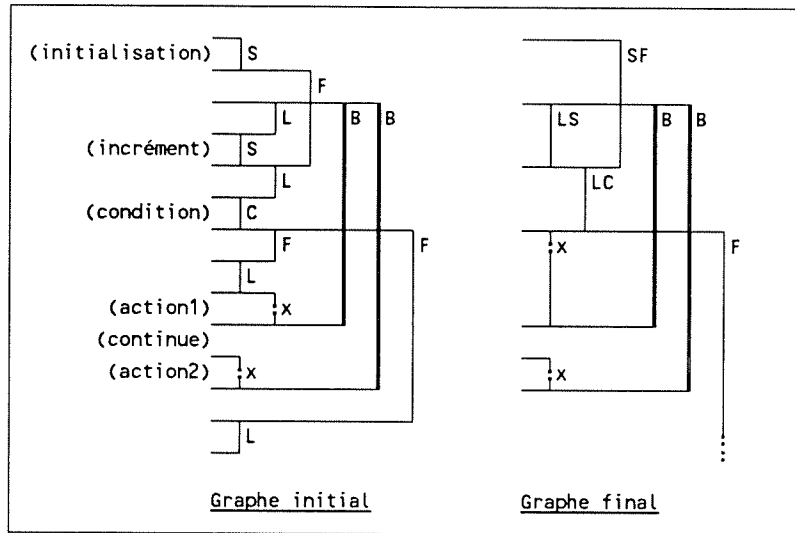 (initialisation) S SF
F
L B B LS B B
(incrément) S
L LC
(condition) C
F F x F
L
(action1) x
(continue)
(action2) x x
L
Graphe initial Graphe final